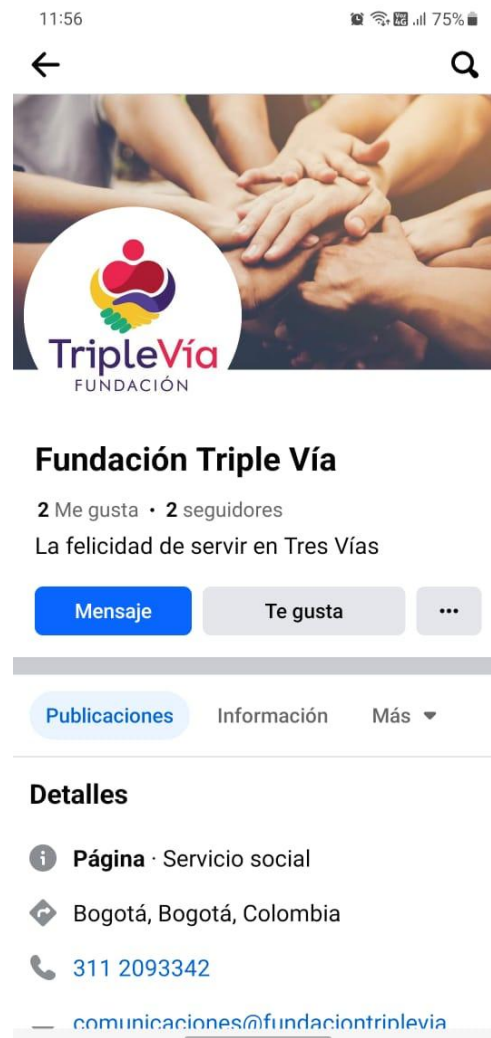 11:56
75%
TripleVía
FUNDACIÓN
Fundación Triple Vía
2 Me gusta • 2 seguidores
La felicidad de servir en Tres Vías
Mensaje Te gusta
Publicaciones Información Más
Detalles
Página · Servicio social
Bogotá, Bogotá, Colombia
311 2093342
comunicaciones@fundaciontriplevia